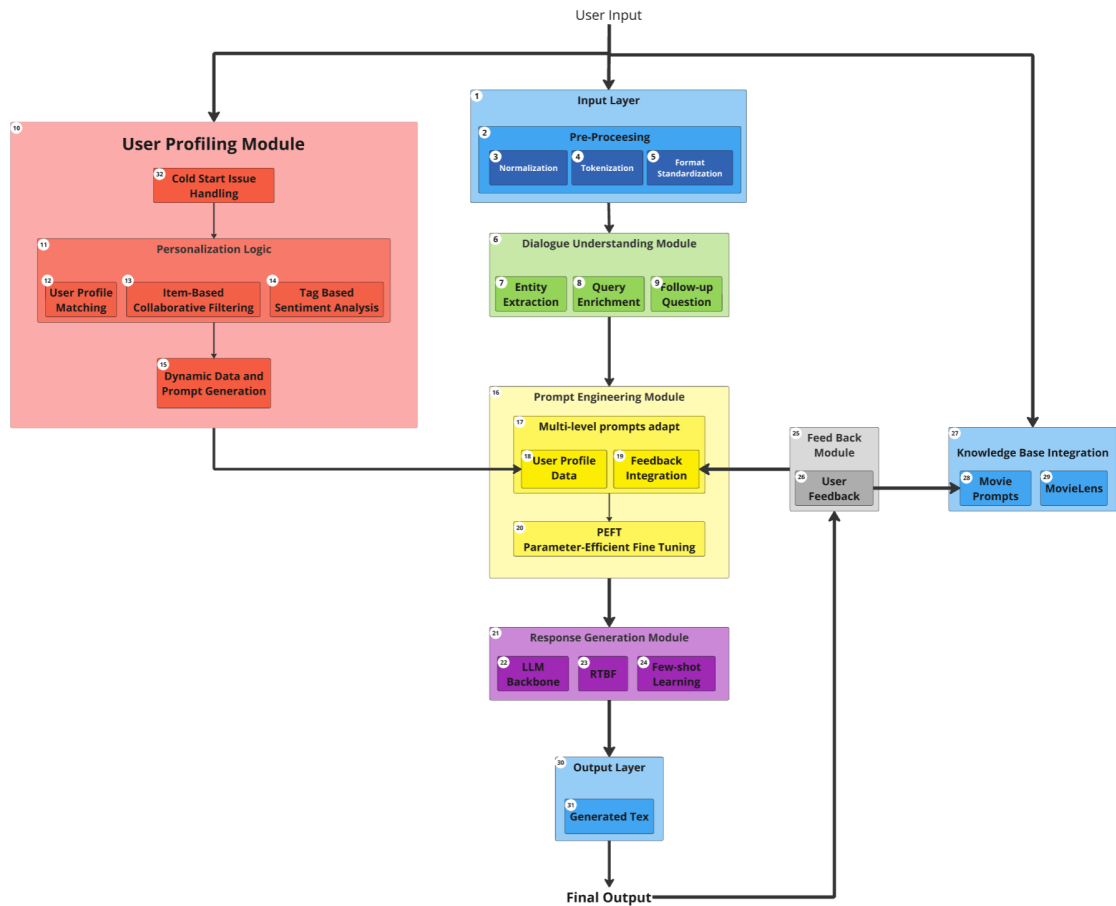 User Input
1
Input Layer
2
Pre-Proceesing
3
Normalization
4
Tokenization
5
Format
Standardization
10
User Profiling Module
32
Cold Start Issue
Handling
11
Personalization Logic
12
User Profile
Matching
13
Item-Based
Collaborative Filtering
14
Tag Based
Sentiment Analysis
15
Dynamic Data and
Prompt Generation
6
Dialogue Understanding Module
7
Entity
Extraction
8
Query
Enrichment
9
Follow-up
Question
16
Prompt Engineering Module
17
Multi-level prompts adapt
18
User Profile
Data
19
Feedback
Integration
20
PEFT
Parameter-Efficient Fine Tuning
25
Feed Back
Module
26
User
Feedback
27
Knowledge Base Integration
28
Movie
Prompts
29
MovieLens
21
Response Generation Module
22
LLM
Backbone
23
RTBF
24
Few-shot
Learning
30
Output Layer
31
Generated Tex
Final Output